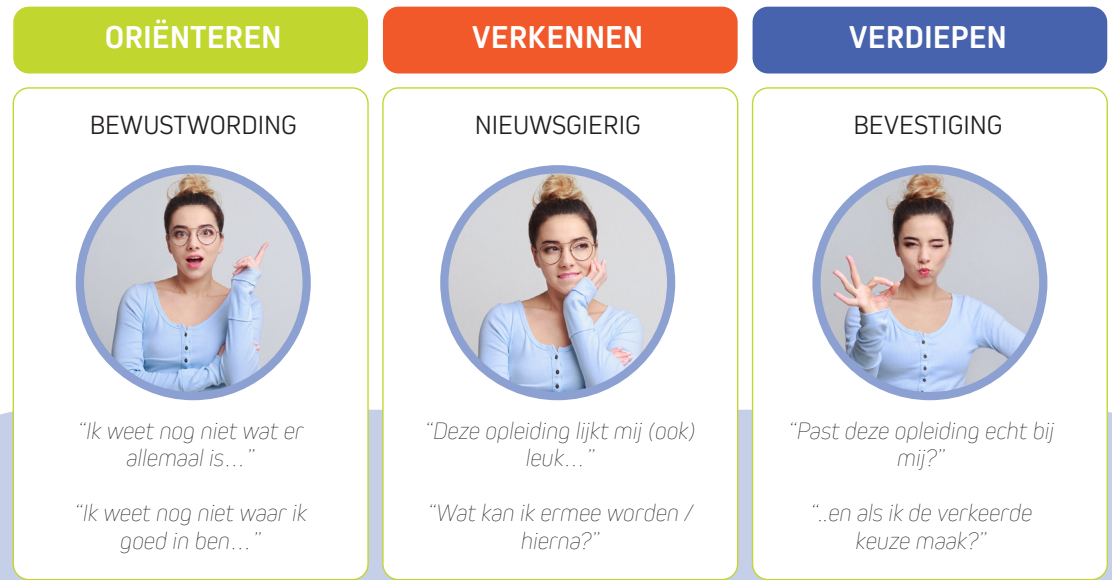 ORIËNTEREN
BEWUSTWORDING
“Ik weet nog niet wat er
allemaal is...”
“Ik weet nog niet waar ik
goed in ben...”
VERKENNEN
NIEUWSGIERIG
“Deze opleiding lijkt mij (ook)
leuk...”
“Wat kan ik ermee worden /
hierna?”
VERDIEPEN
BEVESTIGING
“Past deze opleiding echt bij
mij?”
“..en als ik de verkeerde
keuze maak?”